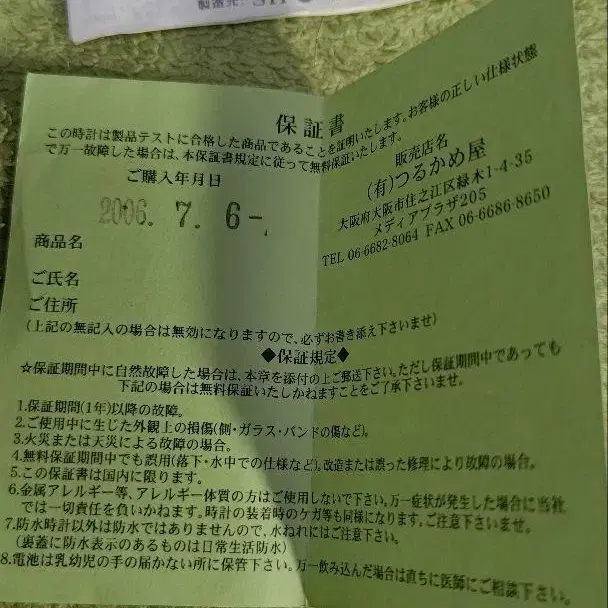 製造元:
保証書
この時計は製品テストに合格した商品であることを証明いたします。お客様の正しい仕様状態
で万一故障した場合は、本保証書規定に従って無料保証いたします。
ご購入年月日
2006. 7. 6-
商品名
ご氏名
ご住所
販売店名
(有)つるかめ屋
大阪府大阪市住之江区緑木1-4-35
メディアプラザ205
TEL 06-6682-8064 FAX 06-6686-8650
(上記の無記入の場合は無効になりますので、必ずお書き添え下さいませ)
◆保証規定◆
☆保証期間中に自然故障した場合は、本章を添付の上ご郵送下さい。ただし保証期間中であっても
下記の場合は無料保証いたしかねますことをご了承下さいませ。
1.保証期間(1年)以降の故障。
2.ご使用中に生じた外観上の損傷(側・ガラス・バンドの傷など)。
3.火災または天災による故障の場合。
4.無料保証期間中でも誤用(落下・水中での仕様など)、改造または誤った修理により故障の場合。
5.この保証書は国内に限ります。
6.金属アレルギー等、アレルギー体質の方はご使用しないで下さい。万一症状が発生した場合に当社
では一切責任を負いかねます。時計の装着時のケガ等も同様になります。ご注意下さいませ。
7.防水時計以外は防水ではありませんので、水ねれにはご注意下さい。
(裏蓋に防水表示のあるものは日常生活防水)
8.電池は乳幼児の手の届かない所に保管下さい。万一飲み込んだ場合は直ちに医師にご相談下さい。